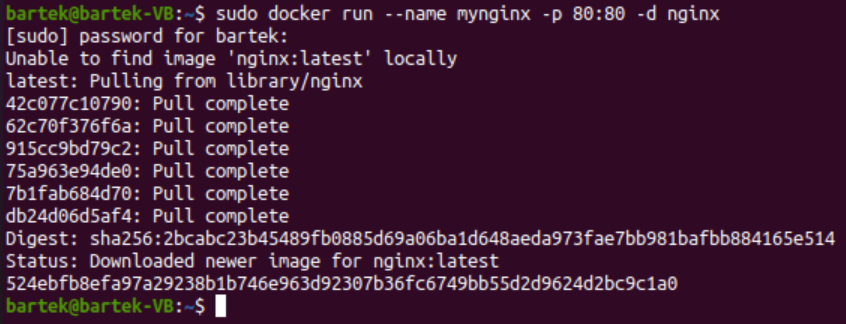 bartek@bartek-VB:~$ sudo docker run --name mynginx -p 80:80 -d nginx
[sudo] password for bartek:
Unable to find image 'nginx:latest' locally
latest: Pulling from library/nginx
42c077c10790: Pull complete
62c70f376f6a: Pull complete
915cc9bd79c2: Pull complete
75a963e94de0: Pull complete
7b1fab684d70: Pull complete
db24d06d5af4: Pull complete
Digest: sha256:2bcabc23b45489fb0885d69a06ba1d648aeda973fae7bb981bafbb884165e514
Status: Downloaded newer image for nginx:latest
524ebfb8efa97a29238b1b746e963d92307b36fc6749bb55d2d9624d2bc9c1a0
bartek@bartek-VB:~$